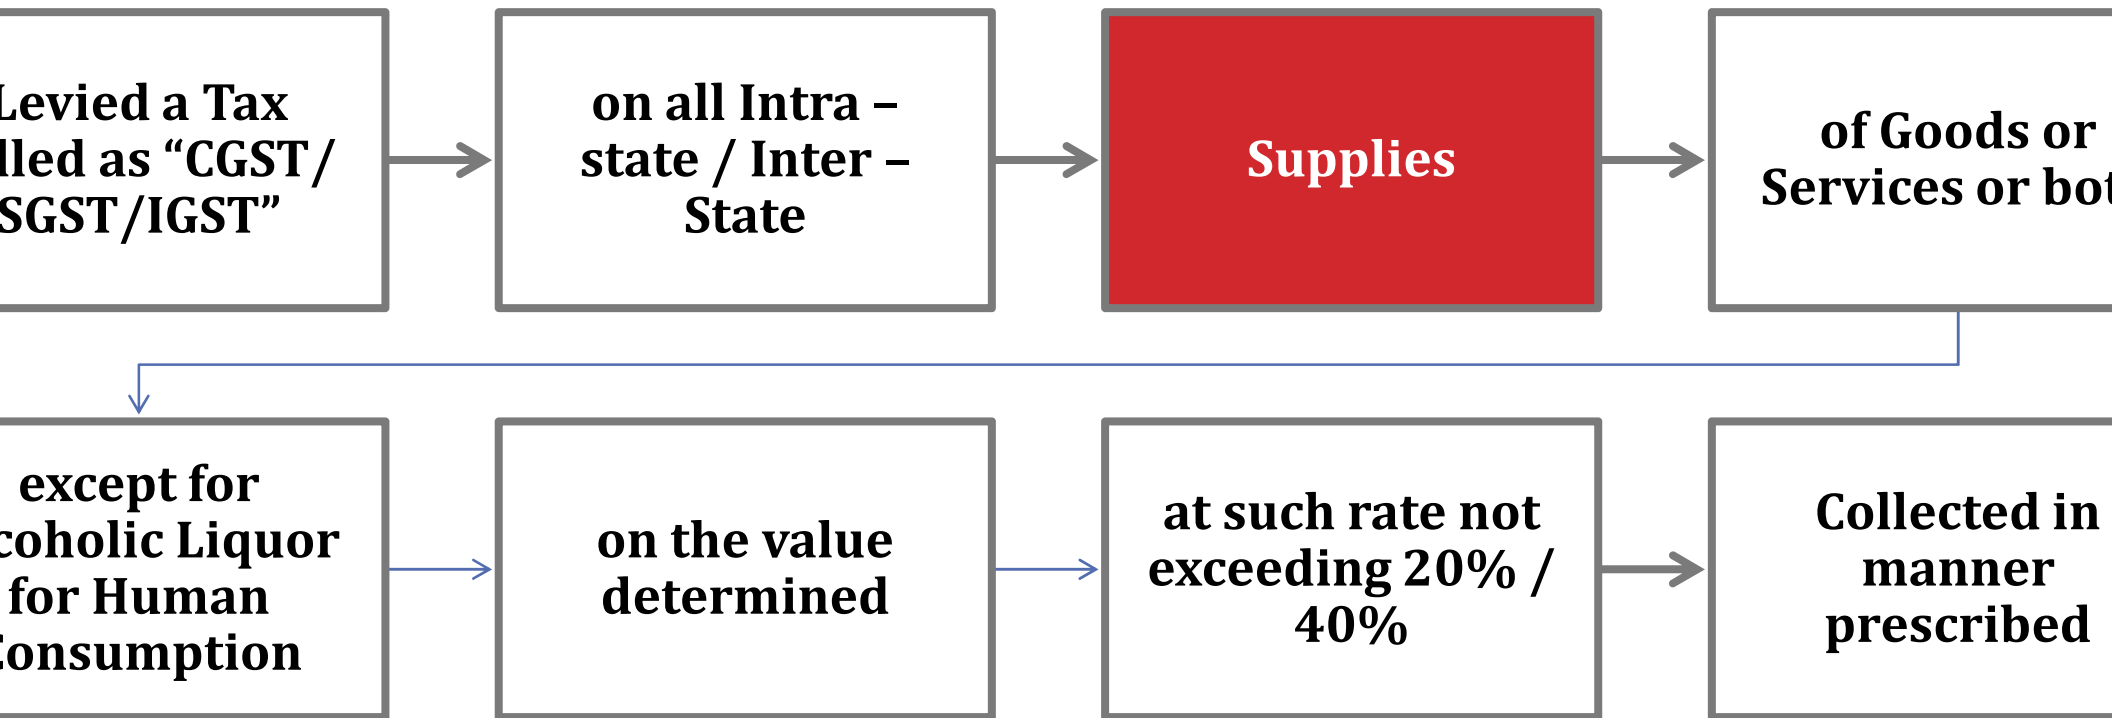 Levied a Tax
lled as “CGST/
SGST/IGST”
on all Intra –
state / Inter –
State
Supplies
of Goods or
Services or bot
except for
coholic Liquor
for Human
Consumption
on the value
determined
at such rate not
exceeding 20% /
40%
Collected in
manner
prescribed